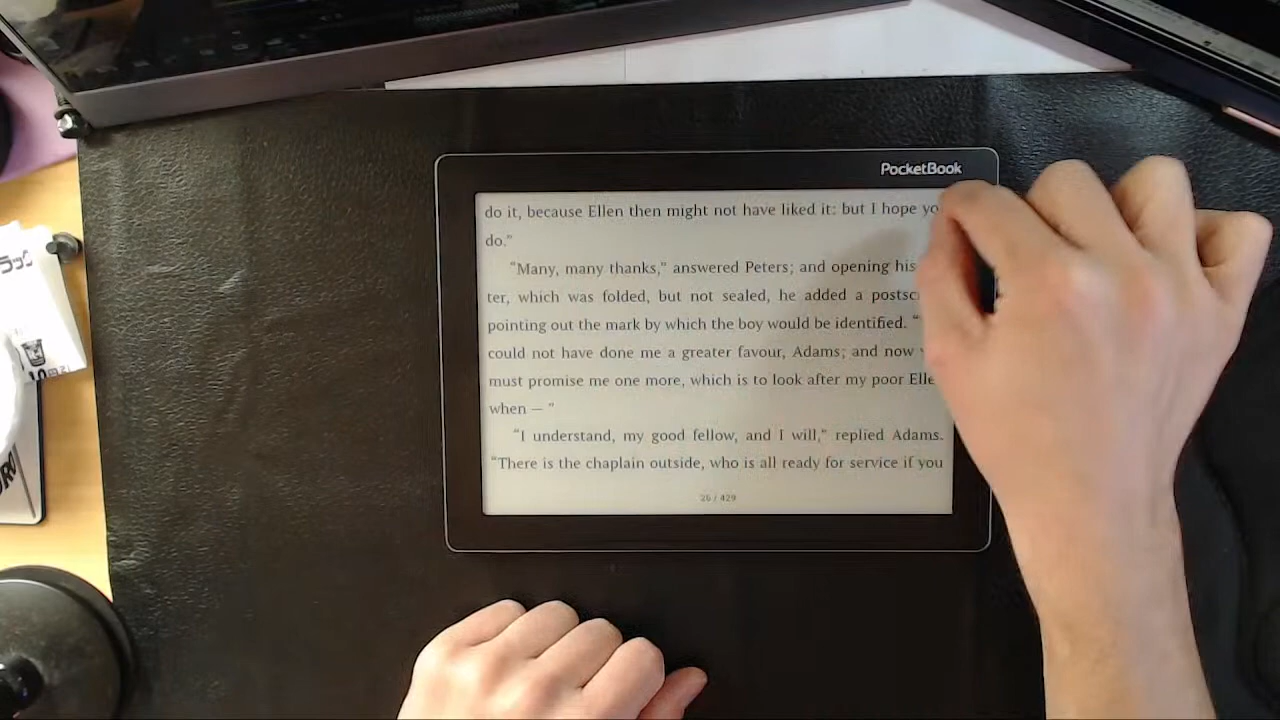 PocketBook
do it, because Ellen then might not have liked it: but I hope
do.”
“Many, many thanks,” answered Peters; and opening his
ter, which was folded, but not sealed, he added a
pointing out the mark by which the boy would be identified.
could not have done me a greater favour, Adams; and now
must promise me one more, which is to look after my poor
when — ”
“I understand, my good fellow, and I will,” replied Adams.
“There is the chaplain outside, who is all ready for service if you
26 / 429
ラック